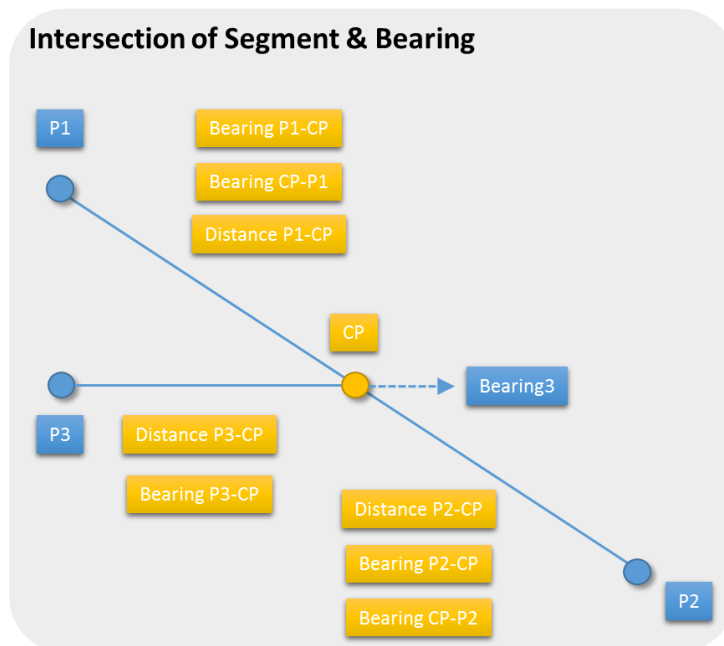 Intersection of Segment & Bearing
P1
Bearing P1-CP
Bearing CP-P1
Distance P1-CP
CP
Bearing3
P3
Distance P3-CP
Bearing P3-CP
Distance P2-CP
Bearing P2-CP
P2
Bearing CP-P2